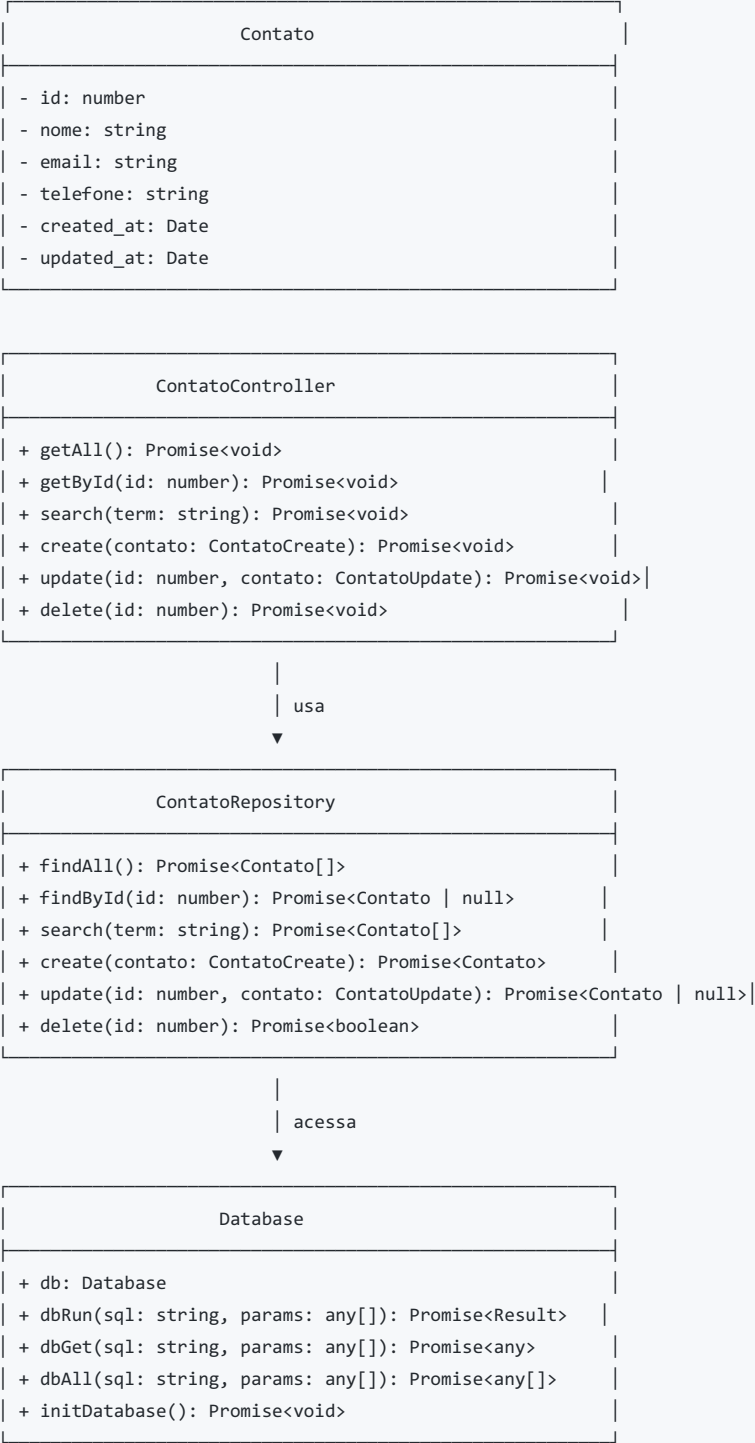 Contato
- id: number
- nome: string
- email: string
- telefone: string
- created_at: Date
- updated_at: Date
ContatoController
+ getAll(): Promise<void>
+ getById(id: number): Promise<void>
+ search(term: string): Promise<void>
+ create(contato: ContatoCreate): Promise<void>
+ update(id: number, contato: ContatoUpdate): Promise<void>
+ delete(id: number): Promise<void>
usa
ContatoRepository
+ findAll(): Promise<Contato[]>
+ findById(id: number): Promise<Contato | null>
+ search(term: string): Promise<Contato[]>
+ create(contato: ContatoCreate): Promise<Contato>
+ update(id: number, contato: ContatoUpdate): Promise<Contato | null>
+ delete(id: number): Promise<boolean>
acessa
Database
+ db: Database
+ dbRun(sql: string, params: any[]): Promise<Result>
+ dbGet(sql: string, params: any[]): Promise<any>
+ dbAll(sql: string, params: any[]): Promise<any[]>
+ initDatabase(): Promise<void>